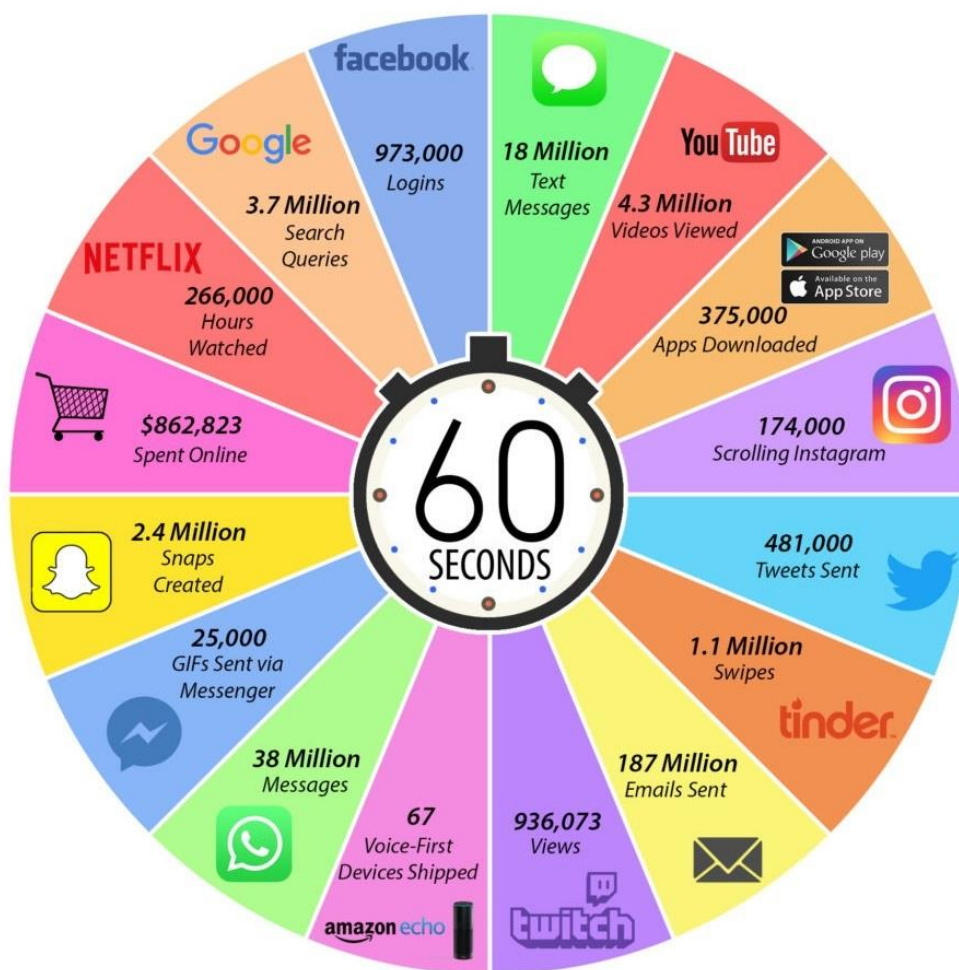 facebook
973,000
Logins
18 Million
Text
Messages
YouTube
4.3 Million
Videos Viewed
ANDROID APP ON
Google play
Available on the
App Store
375,000
Apps Downloaded
174,000
Scrolling Instagram
481,000
Tweets Sent
1.1 Million
Swipes
tinder
187 Million
Emails Sent
936,073
Views
twitch
67
Voice-First
Devices Shipped
amazon echo
38 Million
Messages
25,000
GIFs Sent via
Messenger
2.4 Million
Snaps
Created
$862,823
Spent Online
NETFLIX
266,000
Hours
Watched
Google
3.7 Million
Search
Queries
60
SECONDS